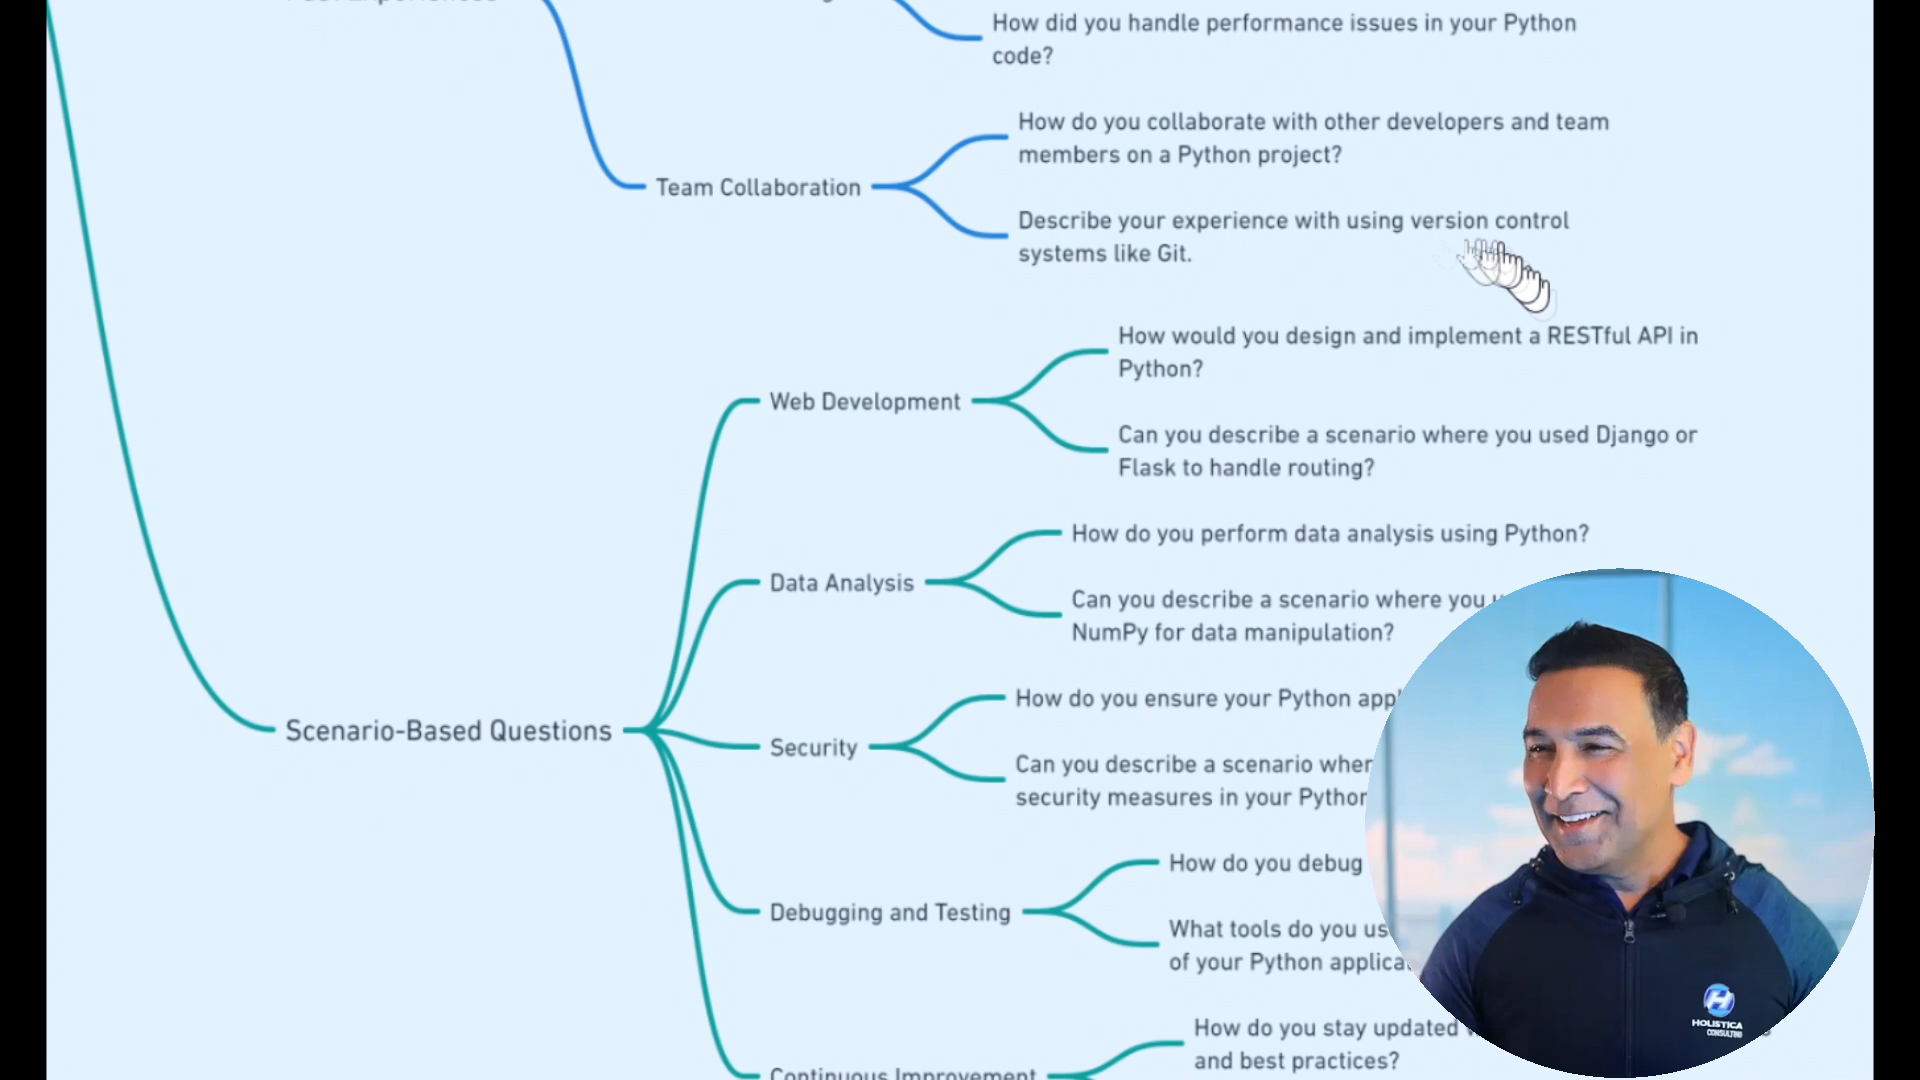 How did you handle performance issues in your Python
code?
How do you collaborate with other developers and team
members on a Python project?
Team Collaboration
Describe your experience with using version control
systems like Git.
How would you design and implement a RESTful API in
Python?
Web Development
Can you describe a scenario where you used Django or
Flask to handle routing?
How do you perform data analysis using Python?
Data Analysis
Can you describe a scenario where you
NumPy for data manipulation?
How do you ensure your Python
Scenario-Based Questions
Security
Can you describe a scenario
security measures in your
How do you debug
Debugging and Testing
What tools do you
of your Python
How do you stay updated
and best practices?
Continuous Improvement
HOLISTICA
CONSULTING